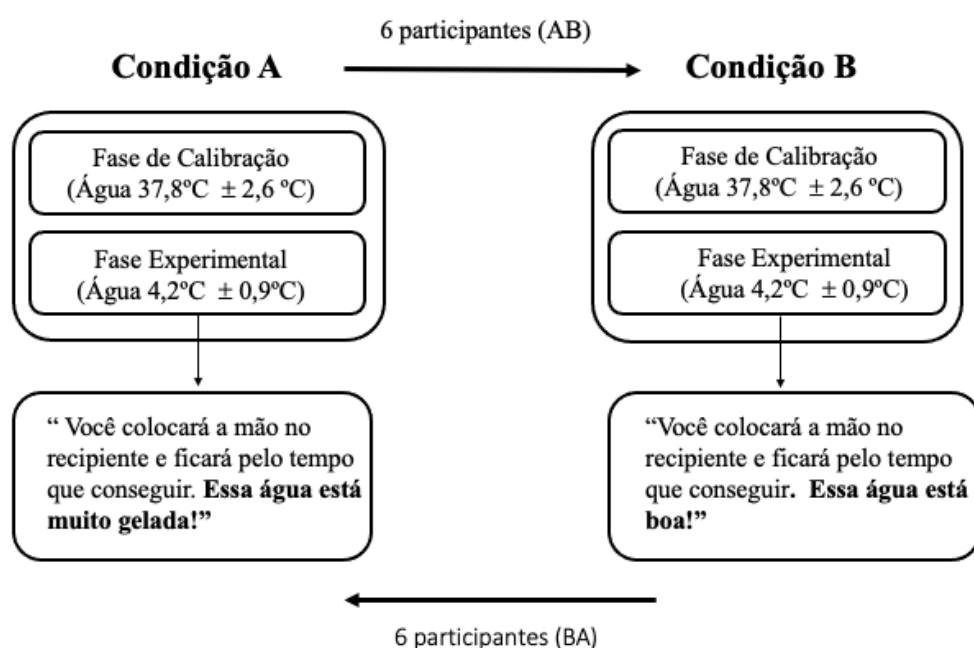 6 participantes (AB)
Condição A
Condição B
Fase de Calibração
(Água 37,8ºC ± 2,6 ºC)
Fase Experimental
(Água 4,2ºC ± 0,9ºC)
“ Você colocará a mão no
recipiente e ficará pelo tempo
que conseguir. Essa água está
muito gelada!”
Fase de Calibração
(Água 37,8ºC ± 2,6 ºC)
Fase Experimental
(Água 4,2ºC ± 0,9ºC)
“Você colocará a mão no
recipiente e ficará pelo tempo
que conseguir. Essa água está
boa!”
6 participantes (BA)